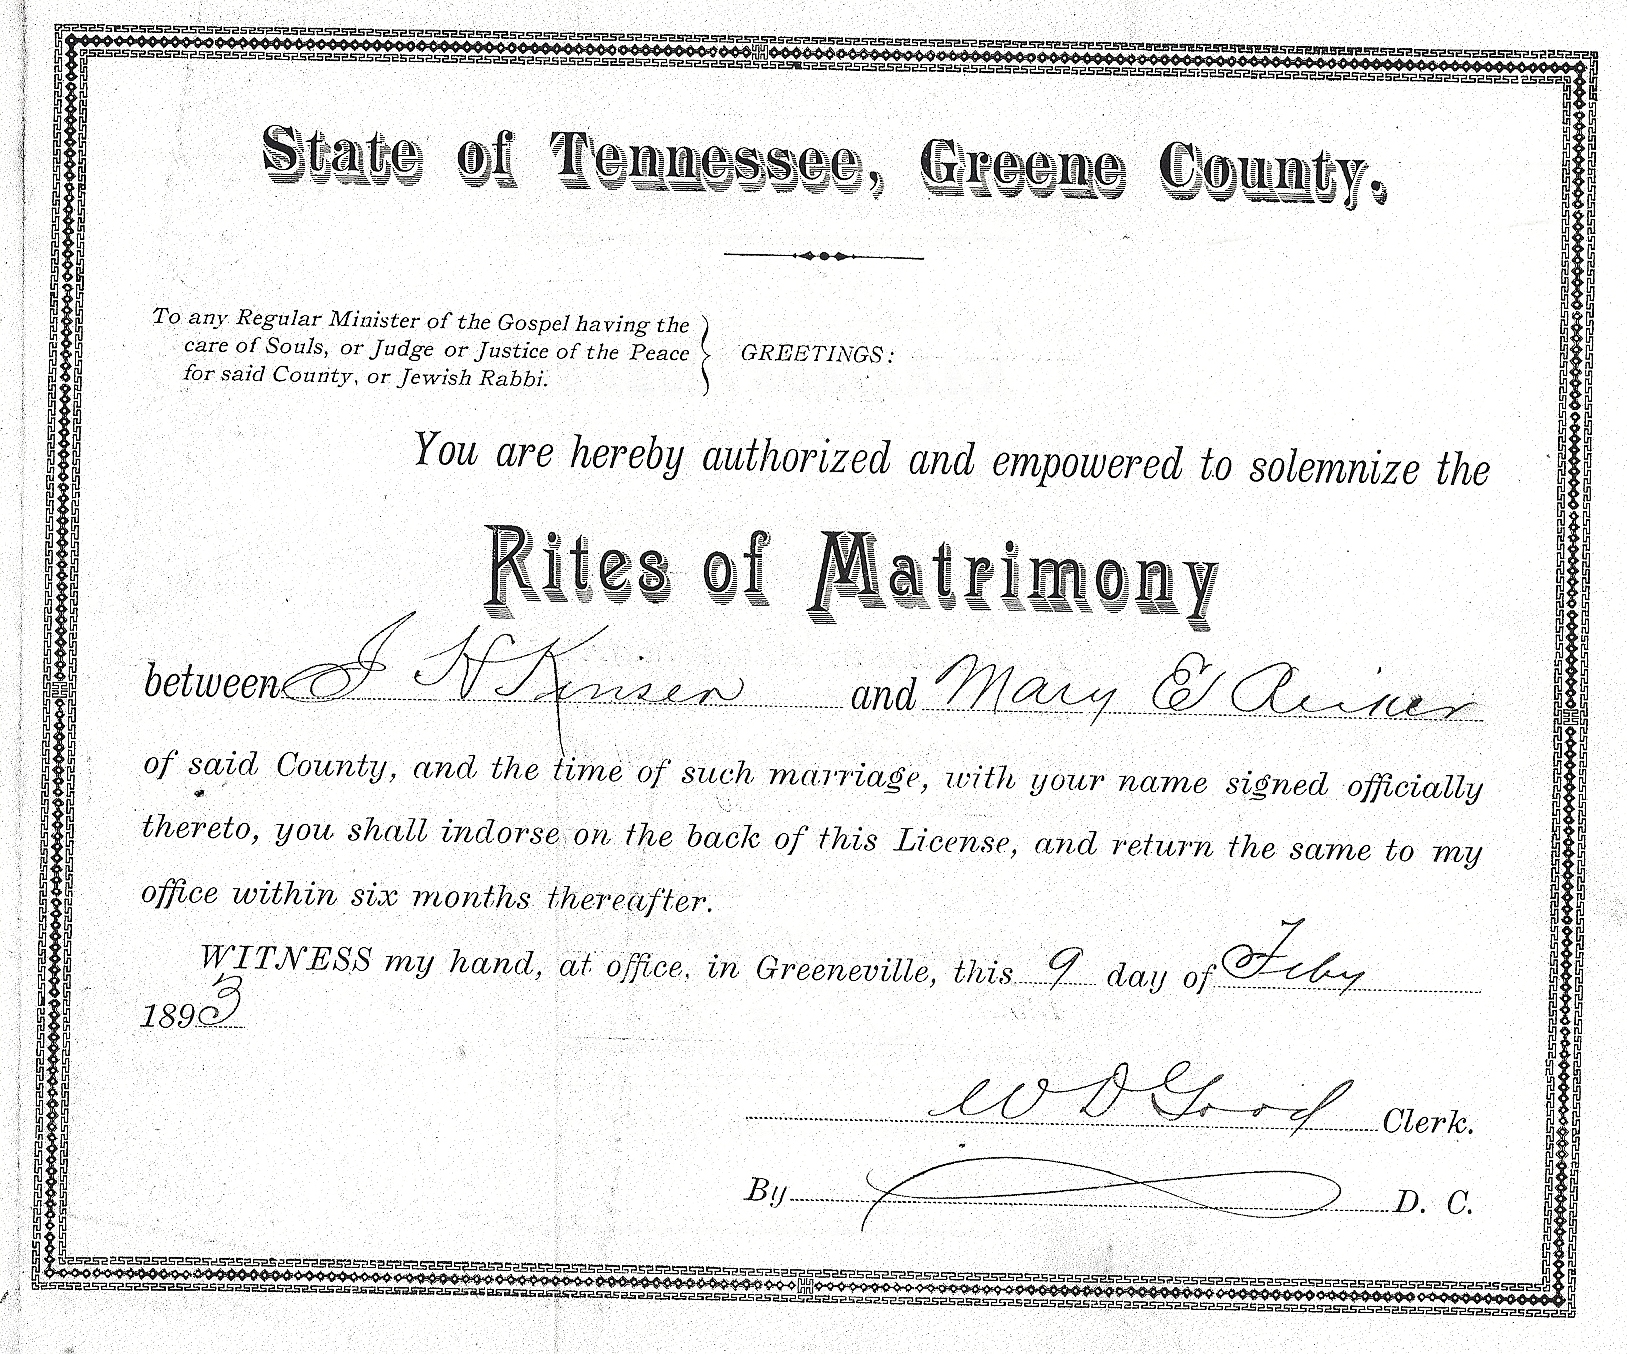 State of Tennessee, Greene County.
To any Regular Minister of the Gospel having the
care of Souls, or Judge or Justice of the Peace
for said County, or Jewish Rabbi.
GREETINGS:
You are hereby authorized and empowered to solemnize the
Rites of Matrimony
between J H Kinser and Mary E
of said County, and the time of such marriage, with your name signed officially
thereto, you shall indorse on the back of this License, and return the same to my
office within six months thereafter.
WITNESS my hand, at office, in Greeneville, this 9 day of Feby
1893
W D Good Clerk.
By D. C.